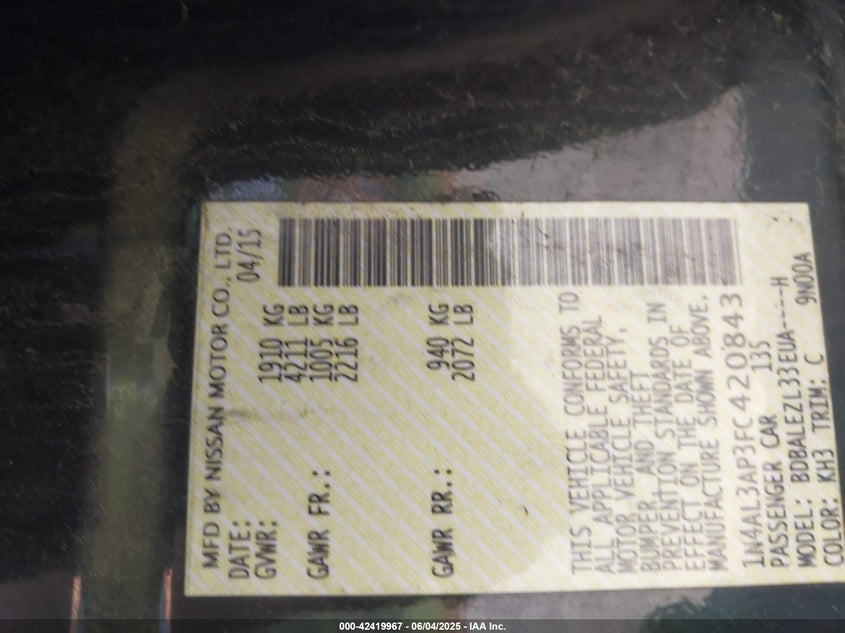 MFD BY NISSAN MOTOR CO., LTD.
DATE: 04/15
GVWR: 1910 KG
4211 LB
GAWR FR.: 1005 KG
2216 LB
GAWR RR.: 940 KG
2072 LB
THIS VEHICLE CONFORMS TO
ALL APPLICABLE FEDERAL
MOTOR VEHICLE SAFETY,
BUMPER, AND THEFT
PREVENTION STANDARDS IN
EFFECT ON THE DATE OF
MANUFACTURE SHOWN ABOVE.
1N4AL3AP3FC420843
PASSENGER CAR 135
MODEL: BDBALEZL33EUA----H
COLOR: KH3 TRIM: C 9N00A
000-42419967 - 06/04/2025 - IAA Inc.